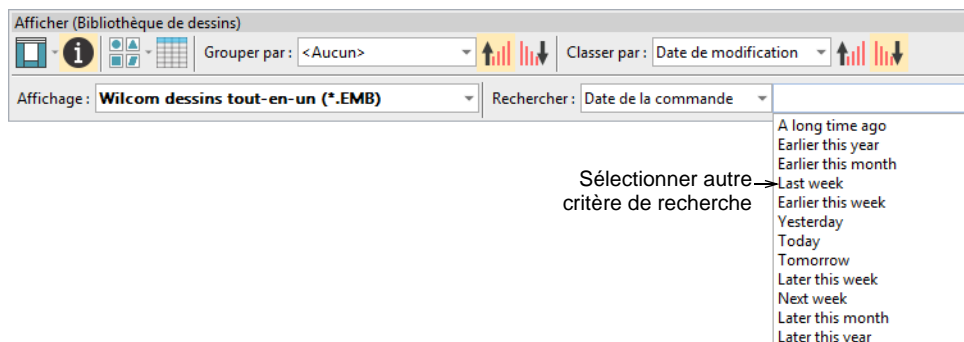 Afficher (Bibliothèque de dessins)
Grouper par : <Aucun> Classer par : Date de modification
Affichage : Wilcom dessins tout-en-un (*.EMB) Rechercher : Date de la commande
A long time ago
Earlier this year
Earlier this month
Sélectionner autre critère de recherche
Last week
Earlier this week
Yesterday
Today
Tomorrow
Later this week
Next week
Later this month
Later this year